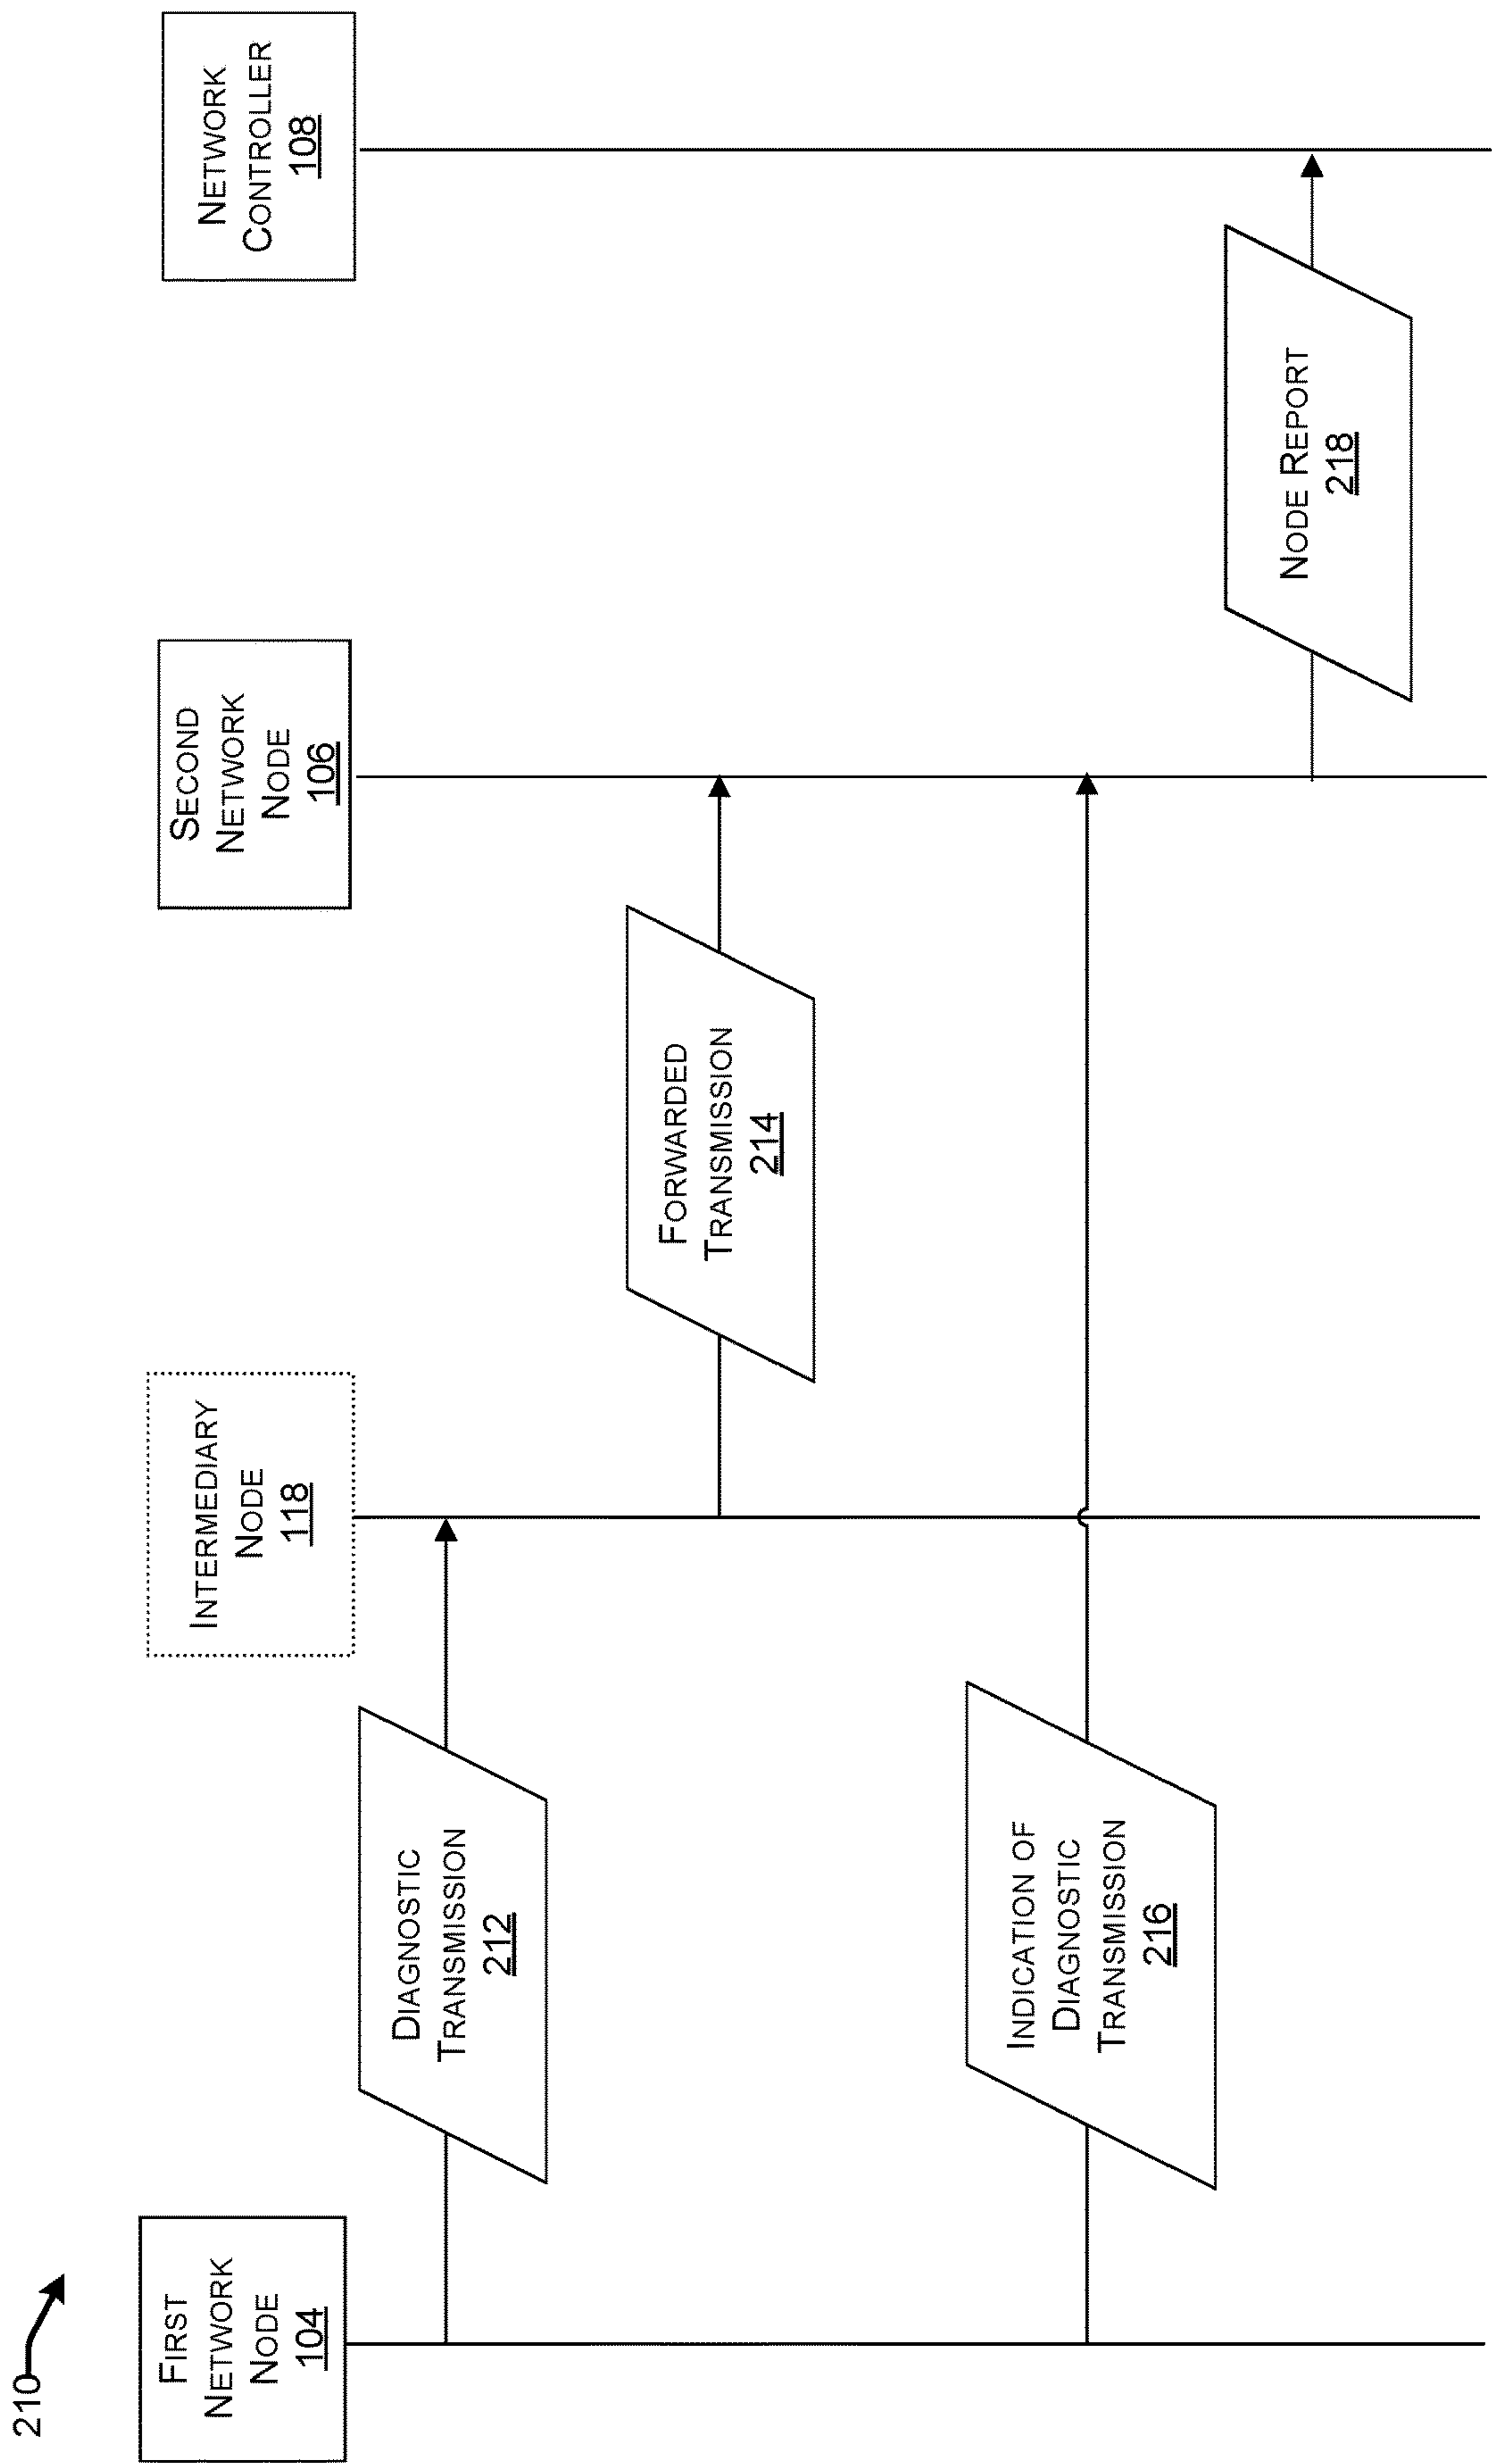 210
FIRST
NETWORK
NODE
104
INTERMEDIARY
NODE
118
SECOND
NETWORK
NODE
106
NETWORK
CONTROLLER
108
DIAGNOSTIC
TRANSMISSION
212
FORWARDED
TRANSMISSION
214
INDICATION OF
DIAGNOSTIC
TRANSMISSION
216
NODE REPORT
218